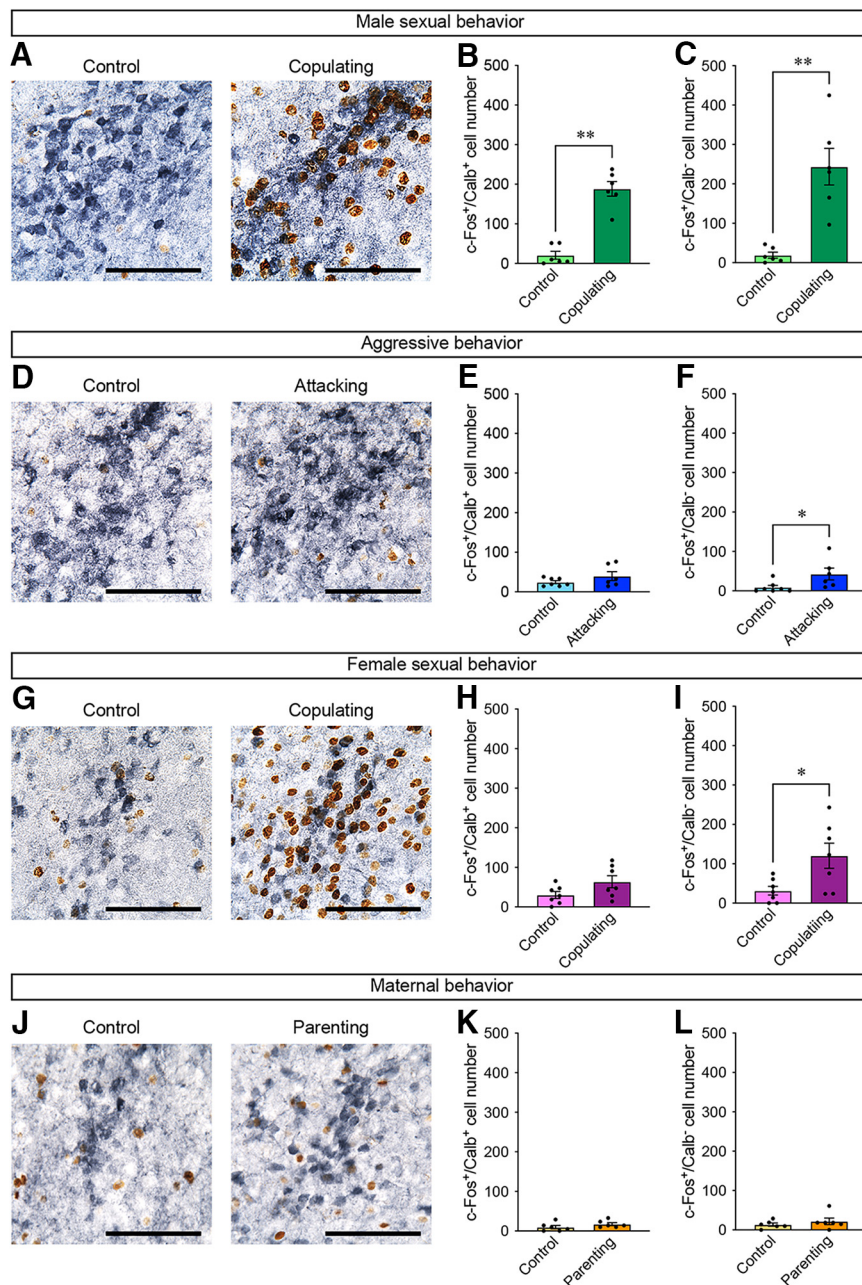 Male sexual behavior
A
Control
Copulating
B
c-Fos⁺/Calb⁺ cell number
500
400
300
200
100
0
**
Control
Copulating
C
c-Fos⁺/Calb⁻ cell number
500
400
300
200
100
0
**
Control
Copulating
Aggressive behavior
D
Control
Attacking
E
c-Fos⁺/Calb⁺ cell number
500
400
300
200
100
0
Control
Attacking
F
c-Fos⁺/Calb⁻ cell number
500
400
300
200
100
0
*
Control
Attacking
Female sexual behavior
G
Control
Copulating
H
c-Fos⁺/Calb⁺ cell number
500
400
300
200
100
0
Control
Copulating
I
c-Fos⁺/Calb⁻ cell number
500
400
300
200
100
0
*
Control
Copulatiing
Maternal behavior
J
Control
Parenting
K
c-Fos⁺/Calb⁺ cell number
500
400
300
200
100
0
Control
Parenting
L
c-Fos⁺/Calb⁻ cell number
500
400
300
200
100
0
Control
Parenting